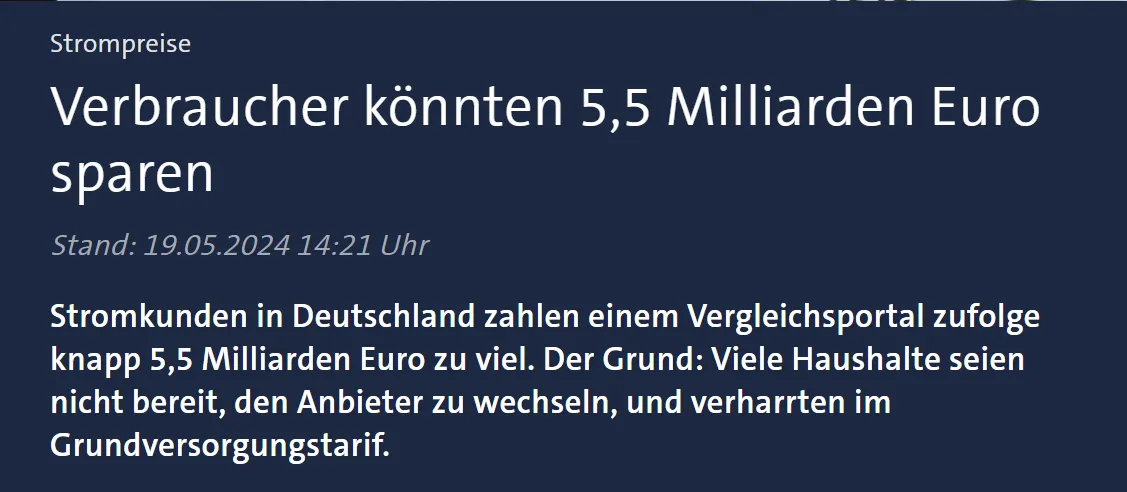 Strompreise
Verbraucher könnten 5,5 Milliarden Euro
sparen
Stand: 19.05.2024 14:21 Uhr
Stromkunden in Deutschland zahlen einem Vergleichsportal zufolge
knapp 5,5 Milliarden Euro zu viel. Der Grund: Viele Haushalte seien
nicht bereit, den Anbieter zu wechseln, und verharrten im
Grundversorgungstarif.